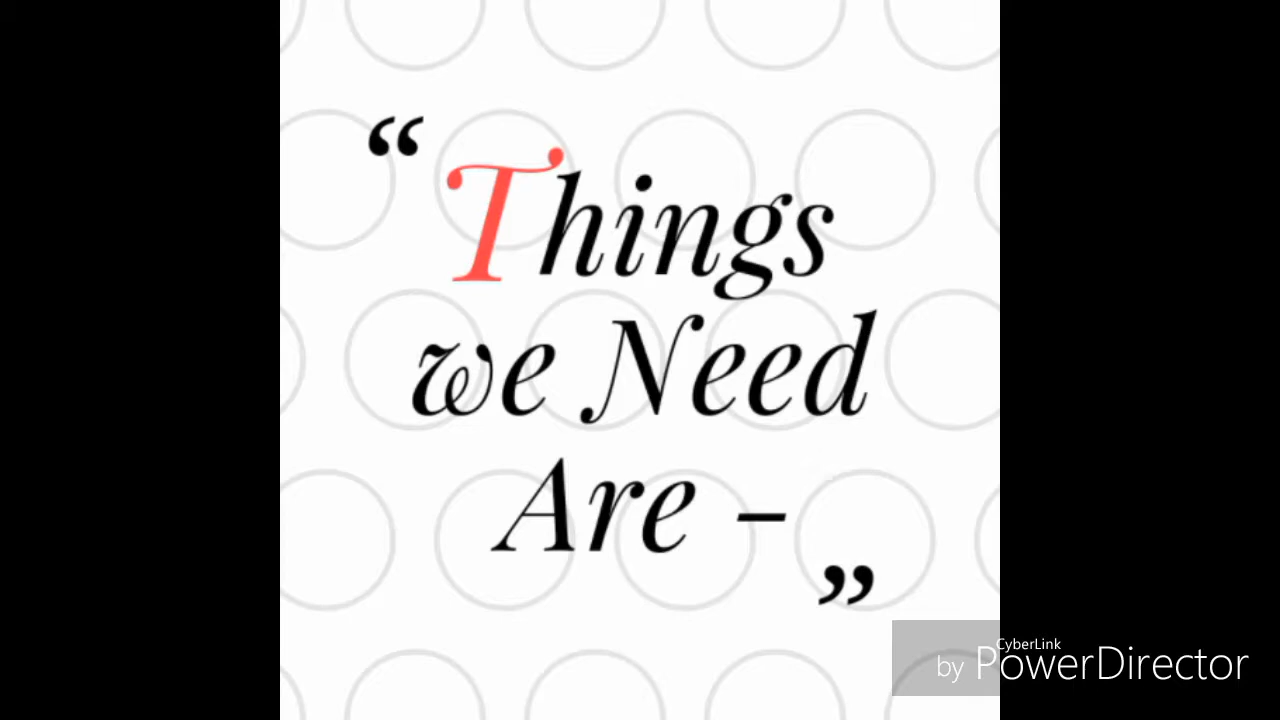 “Things
we Need
Are -”
CyberLink
by PowerDirector